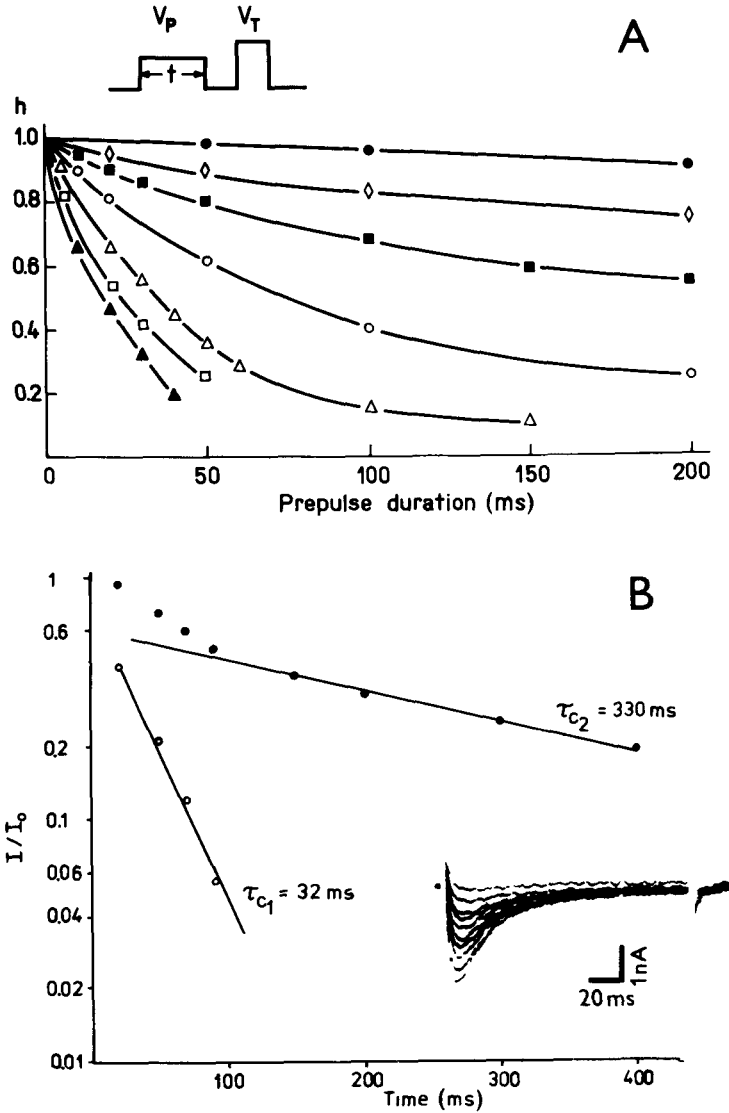 A
V_P V_T
t
h
1.0
0.8
0.6
0.4
0.2
0 50 100 150 200
Prepulse duration (ms)
B
1
0.6
0.2
0.1
0.06
0.04
0.02
0.01
I/I_o
τ_c2 = 330 ms
τ_c1 = 32 ms
1nA
20 ms
100 200 300 400
Time (ms)